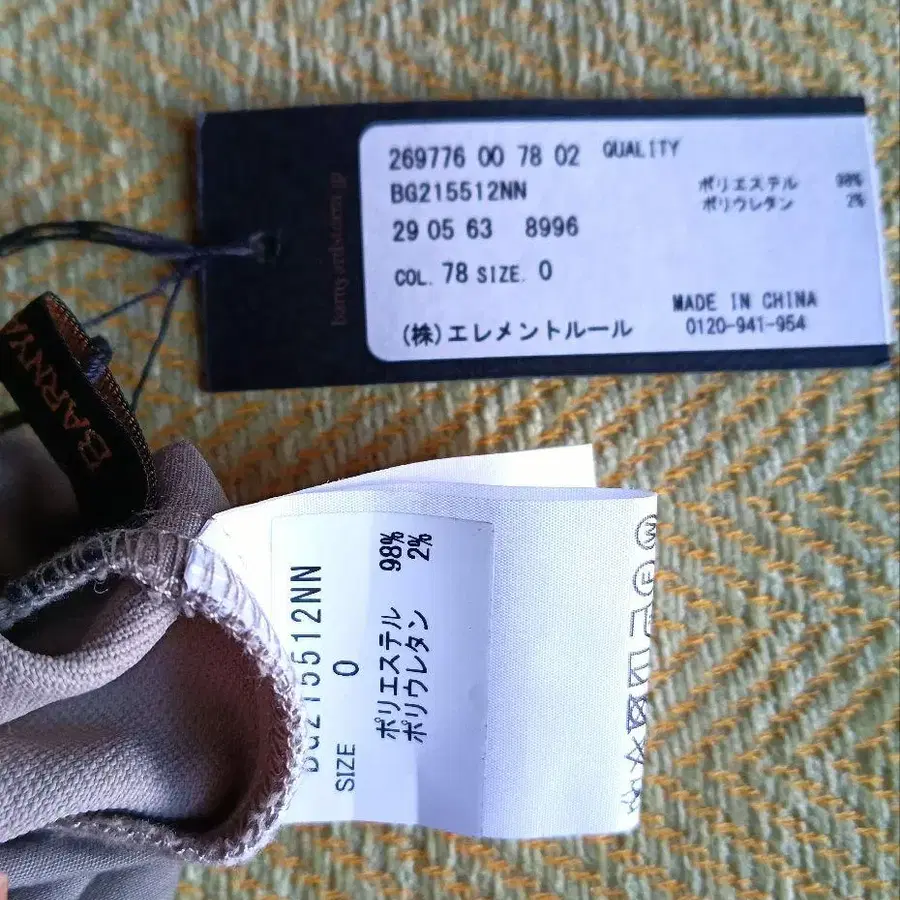 269776 00 78 02 QUALITY
BG215512NN
ポリエステル 98%
ポリウレタン 2%
29 05 63 8996
COL. 78 SIZE. 0
(株)エレメントルール
MADE IN CHINA
0120-941-954
BARNY
BG215512NN
SIZE 0
ポリエステル 98%
ポリウレタン 2%